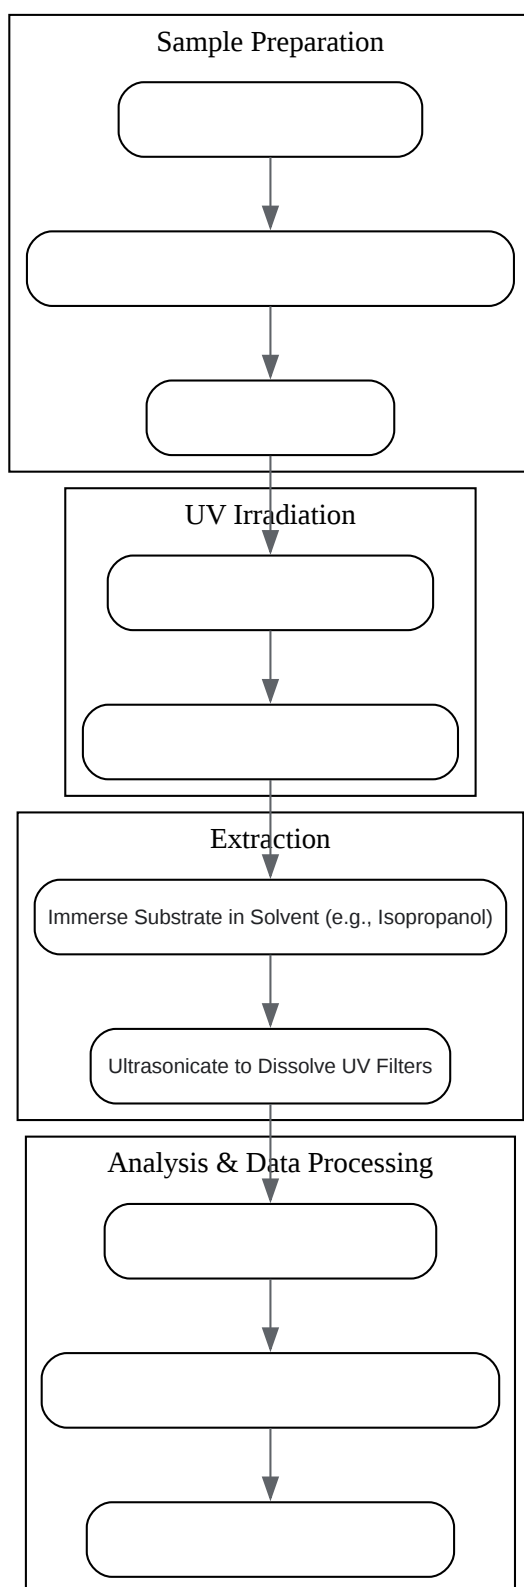 Sample Preparation
UV Irradiation
Extraction
Immerse Substrate in Solvent (e.g., Isopropanol)
Ultrasonicate to Dissolve UV Filters
Analysis & Data Processing